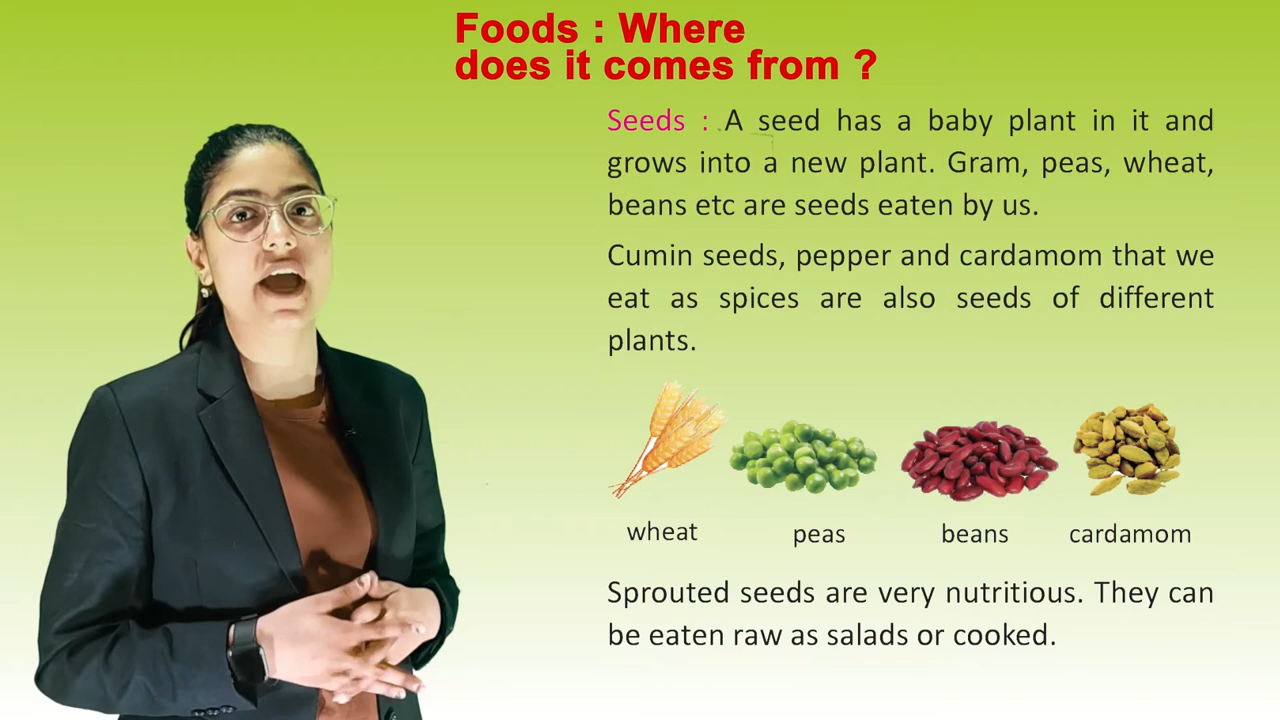 Foods : Where
does it comes from ?
Seeds : A seed has a baby plant in it and
grows into a new plant. Gram, peas, wheat,
beans etc are seeds eaten by us.
Cumin seeds, pepper and cardamom that we
eat as spices are also seeds of different
plants.
wheat peas beans cardamom
Sprouted seeds are very nutritious. They can
be eaten raw as salads or cooked.